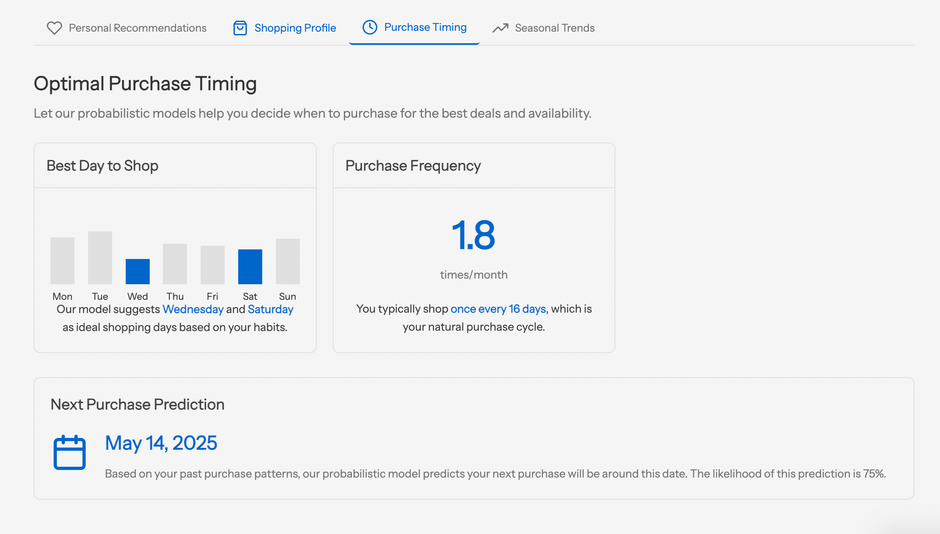 Personal Recommendations
Shopping Profile
Purchase Timing
Seasonal Trends
Optimal Purchase Timing
Let our probabilistic models help you decide when to purchase for the best deals and availability.
Best Day to Shop
Mon Tue Wed Thu Fri Sat Sun
Our model suggests Wednesday and Saturday
as ideal shopping days based on your habits.
Purchase Frequency
1.8
times/month
You typically shop once every 16 days, which is
your natural purchase cycle.
Next Purchase Prediction
May 14, 2025
Based on your past purchase patterns, our probabilistic model predicts your next purchase will be around this date. The likelihood of this prediction is 75%.